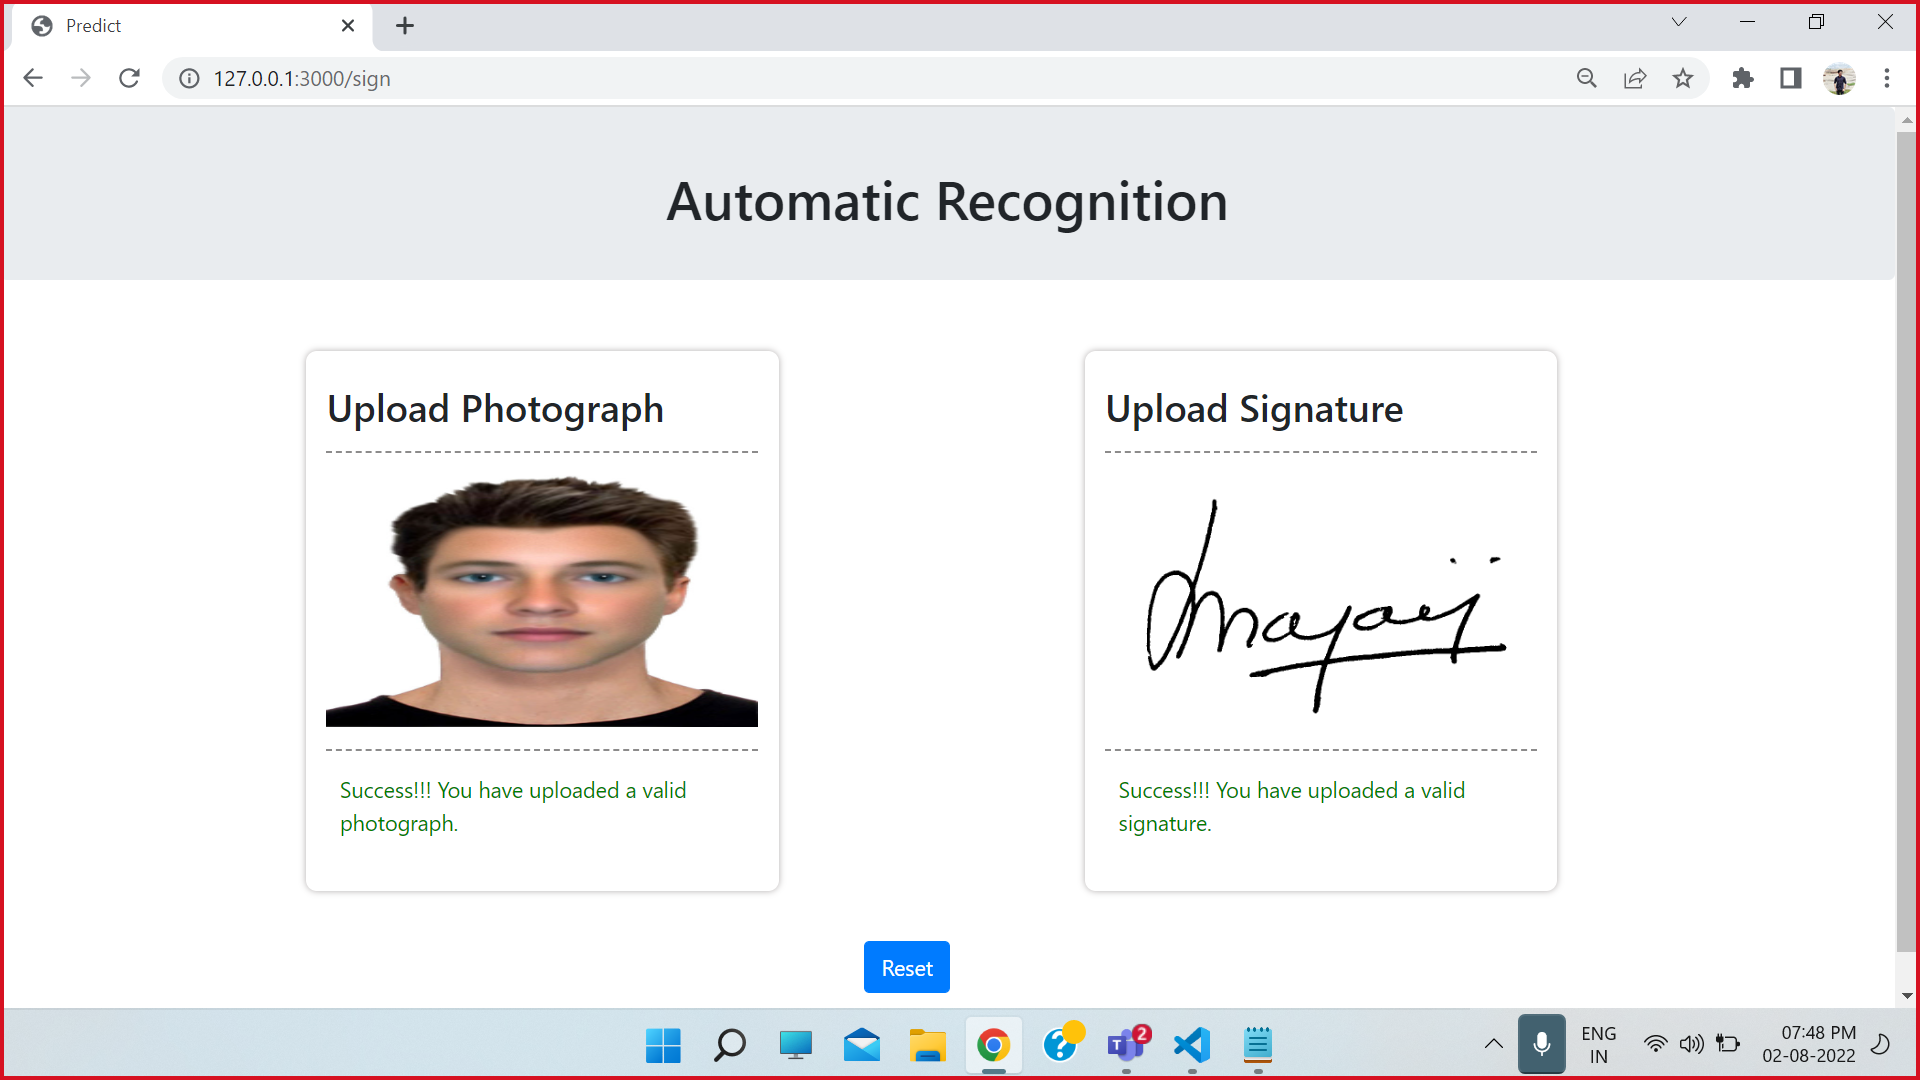 Predict
127.0.0.1:3000/sign
Automatic Recognition
Upload Photograph
Upload Signature
Success!!! You have uploaded a valid
photograph.
Success!!! You have uploaded a valid
signature.
Reset
T
2
ENG
IN
07:48 PM
02-08-2022